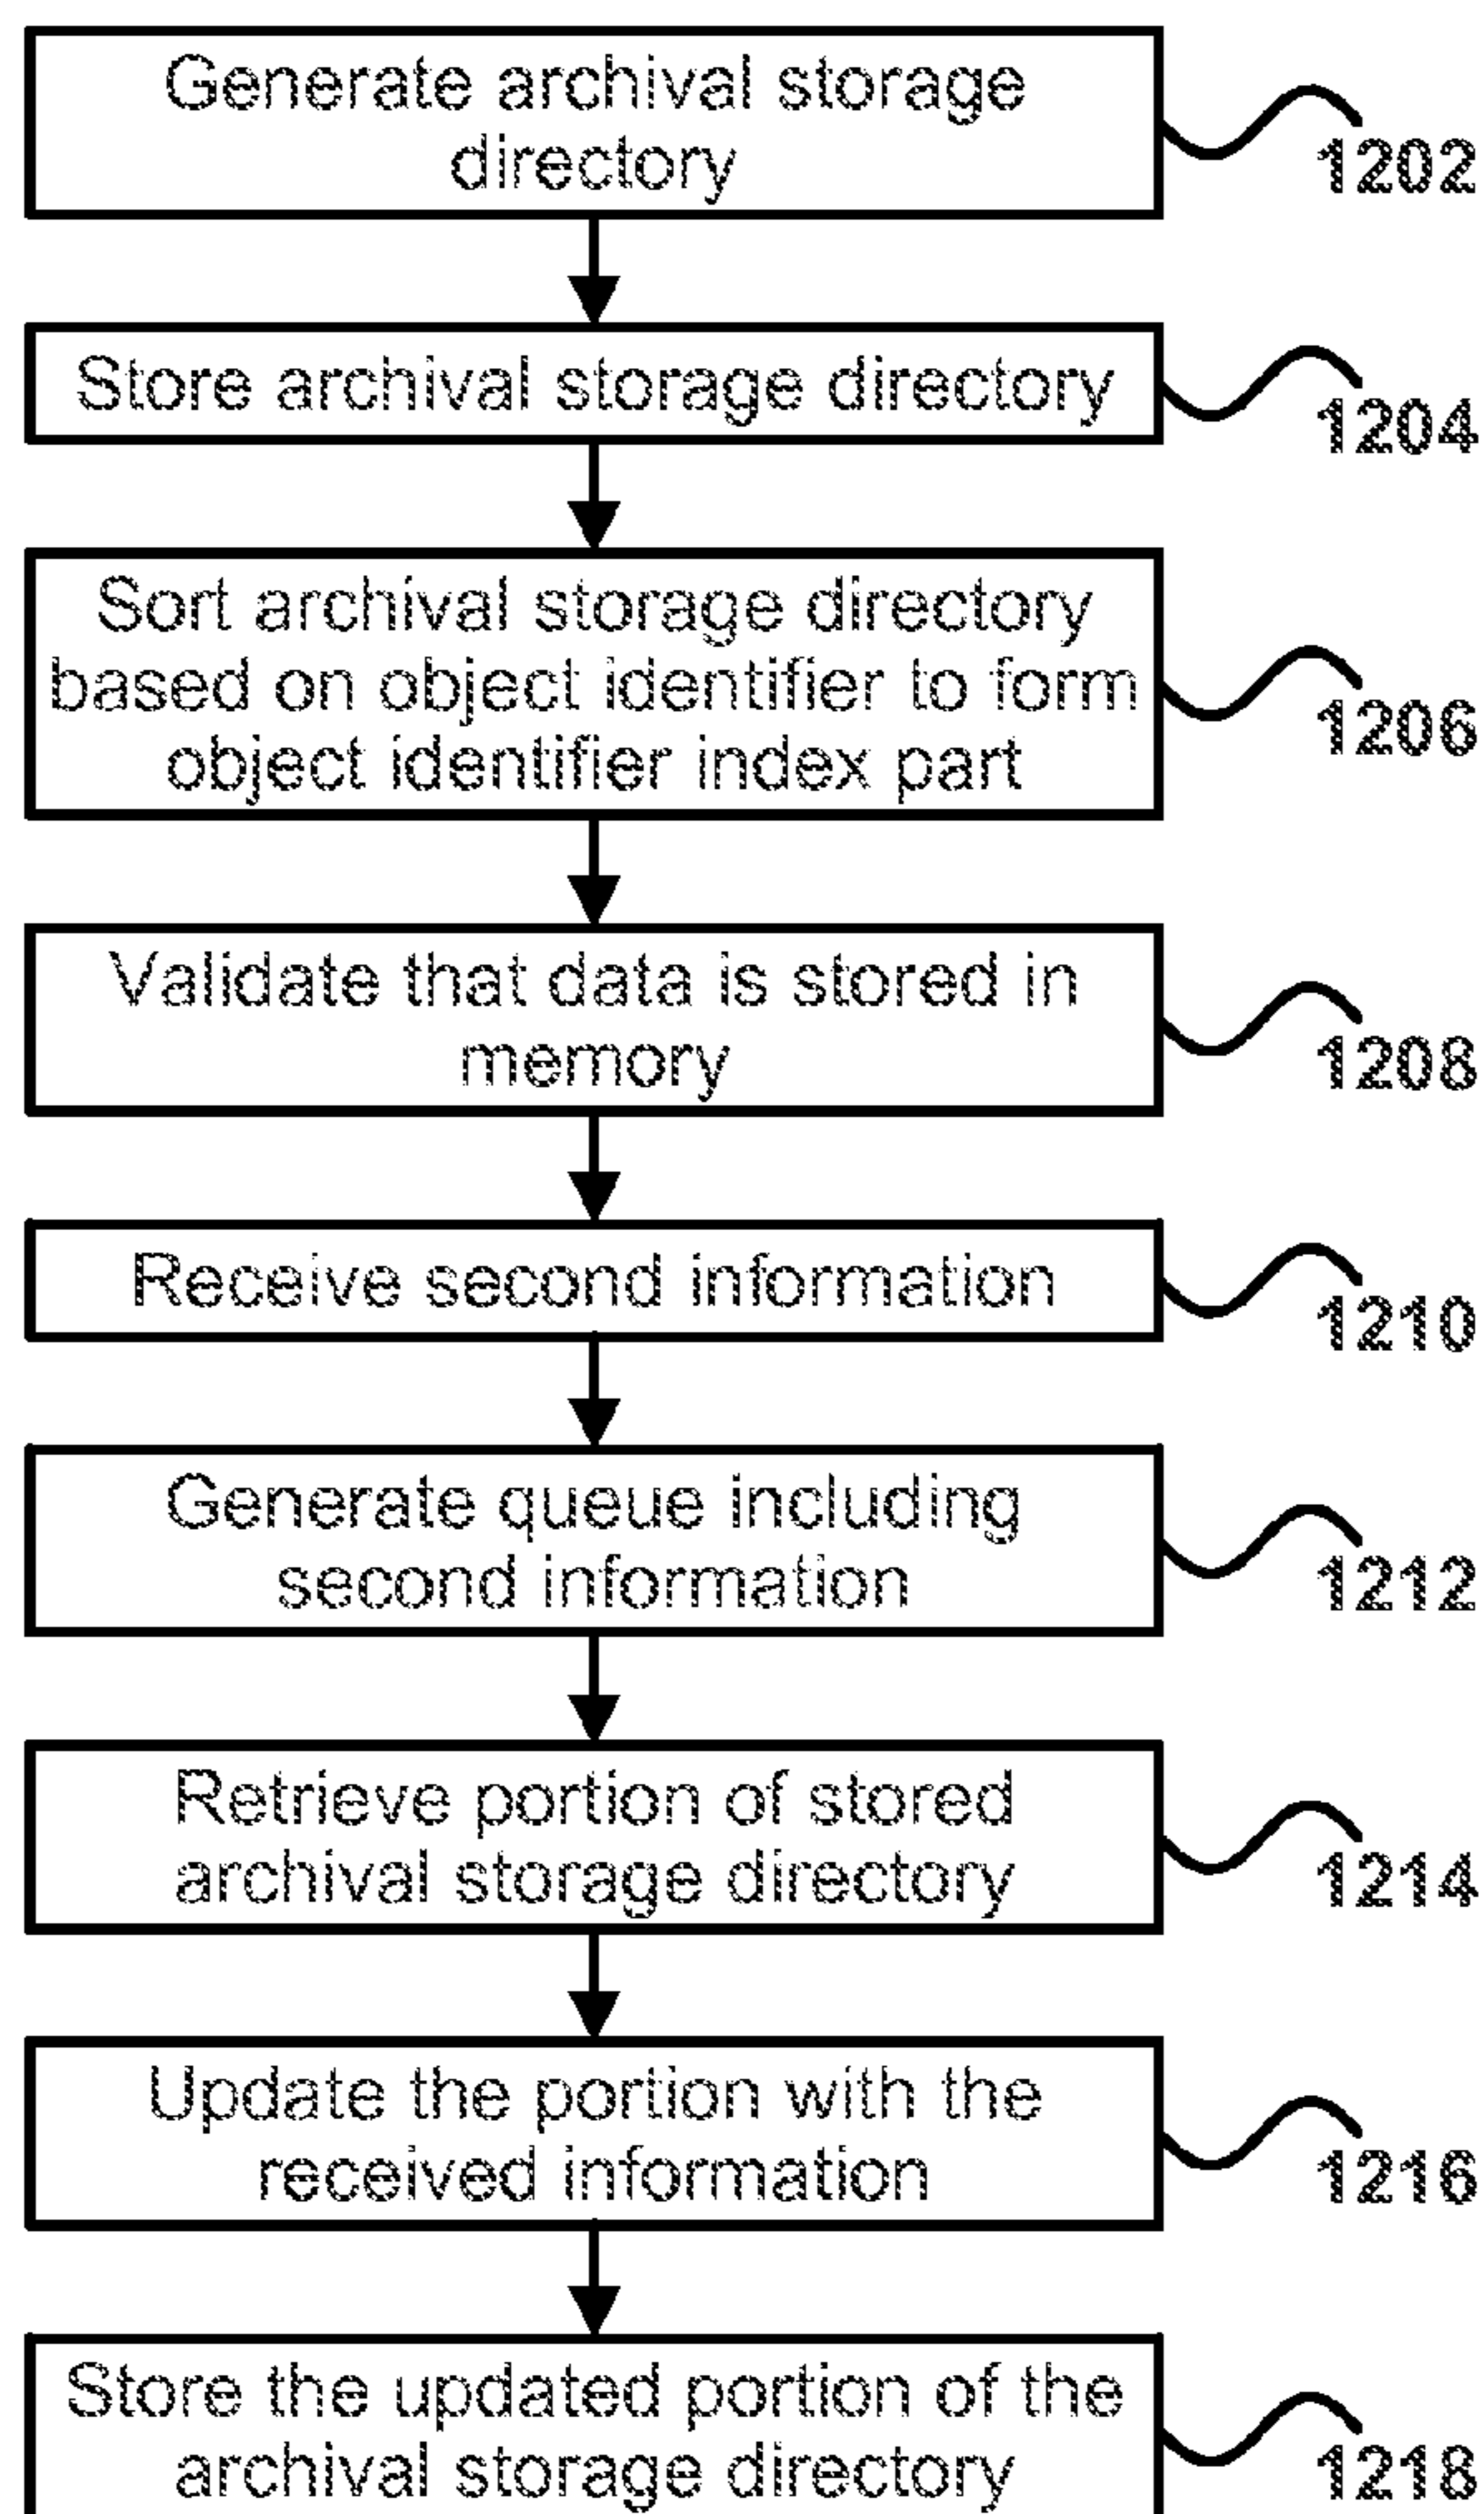 Generate archival storage
directory
1202
Store archival storage directory
1204
Sort archival storage directory
based on object identifier to form
object identifier index part
1206
Validate that data is stored in
memory
1208
Receive second information
1210
Generate queue including
second information
1212
Retrieve portion of stored
archival storage directory
1214
Update the portion with the
received information
1216
Store the updated portion of the
archival storage directory
1218